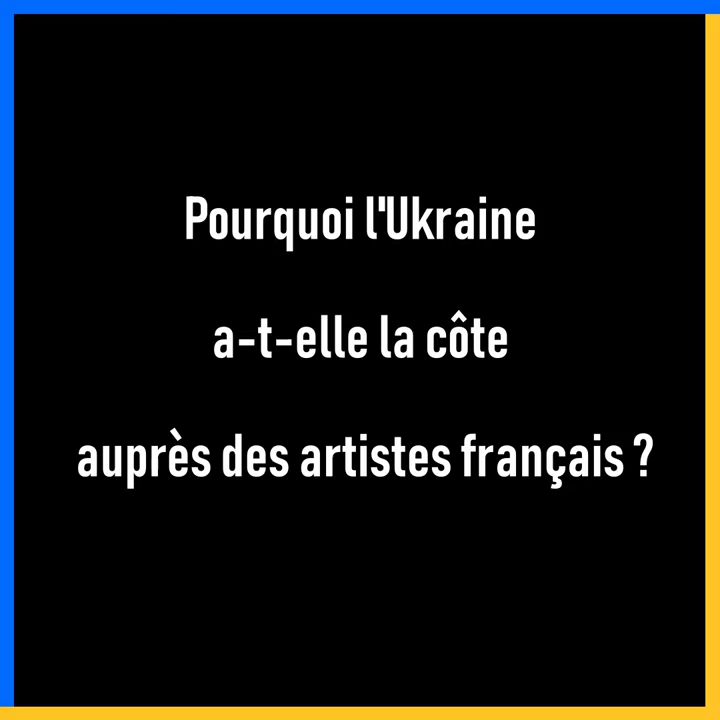 Pourquoi l'Ukraine
a-t-elle la côte
auprès des artistes français ?